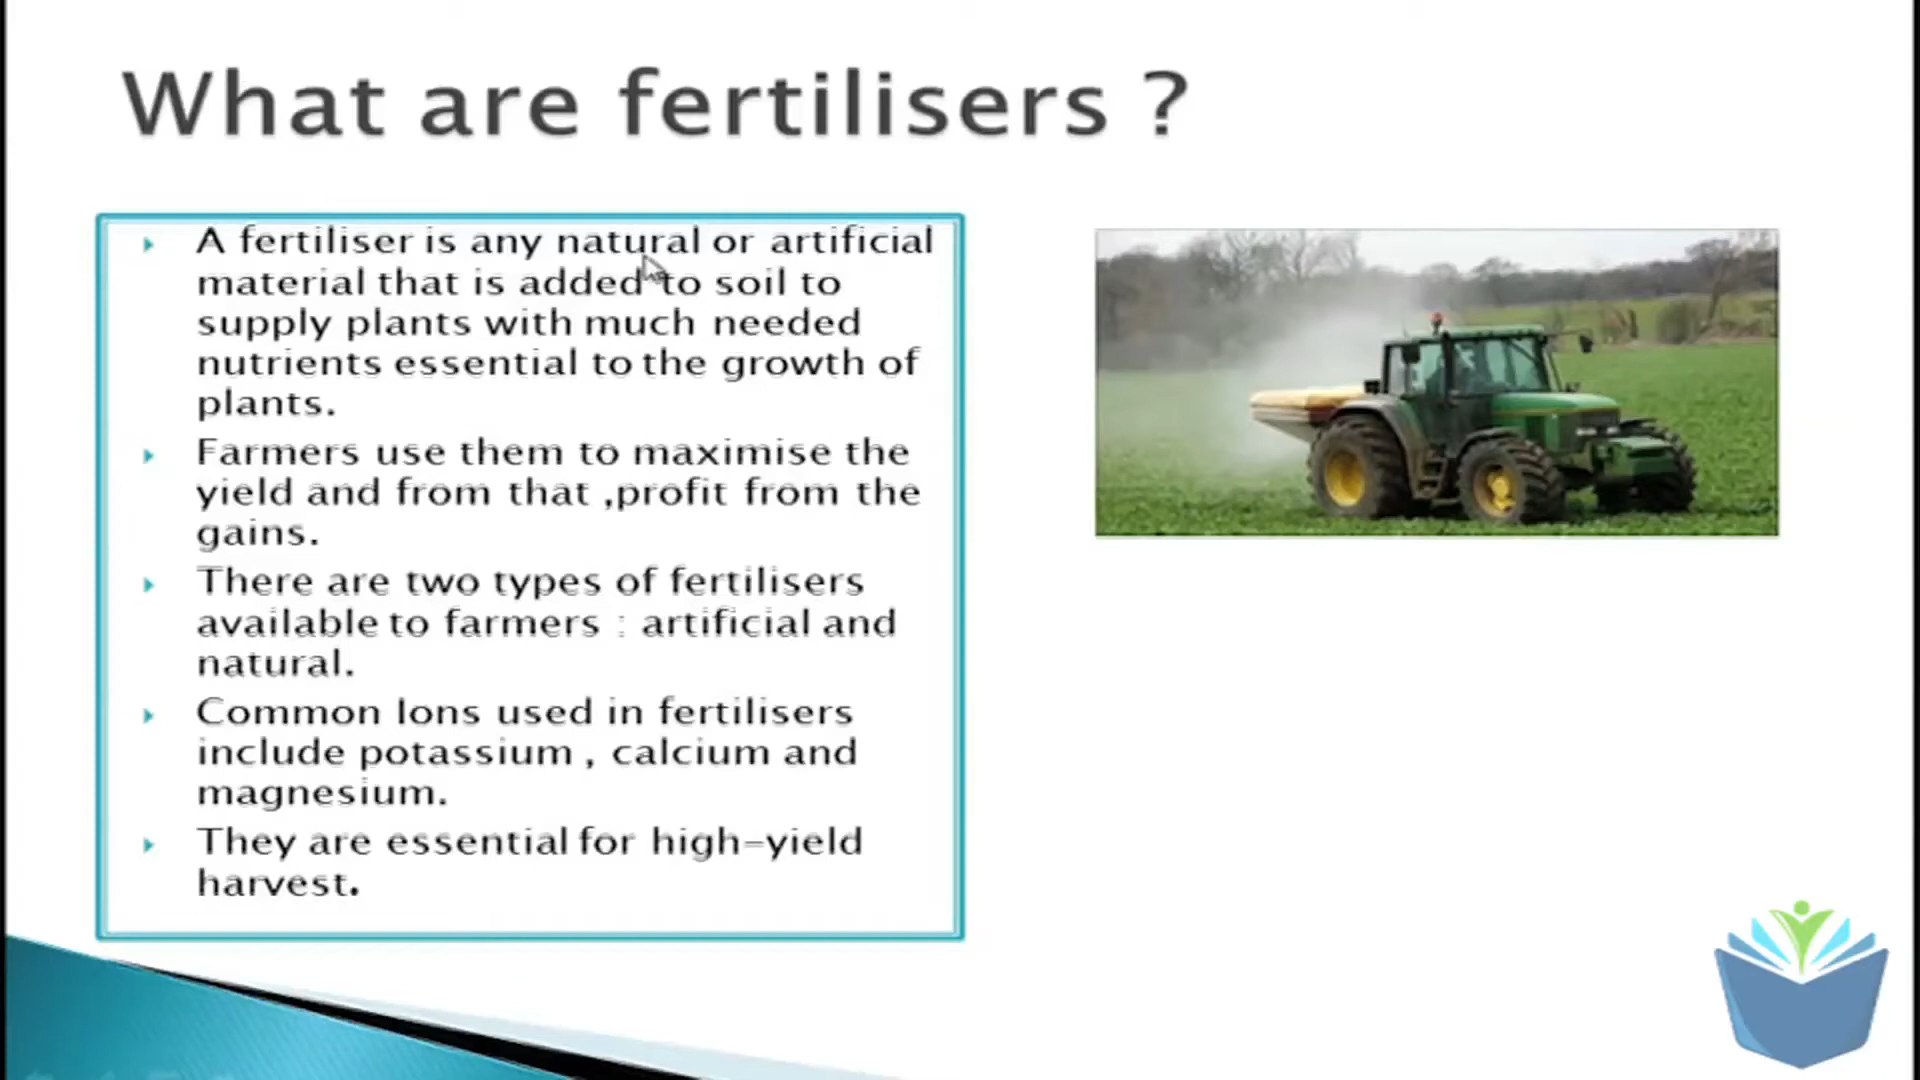 What are fertilisers ?
A fertiliser is any natural or artificial
material that is added to soil to
supply plants with much needed
nutrients essential to the growth of
plants.
Farmers use them to maximise the
yield and from that ,profit from the
gains.
There are two types of fertilisers
available to farmers : artificial and
natural.
Common Ions used in fertilisers
include potassium , calcium and
magnesium.
They are essential for high-yield
harvest.